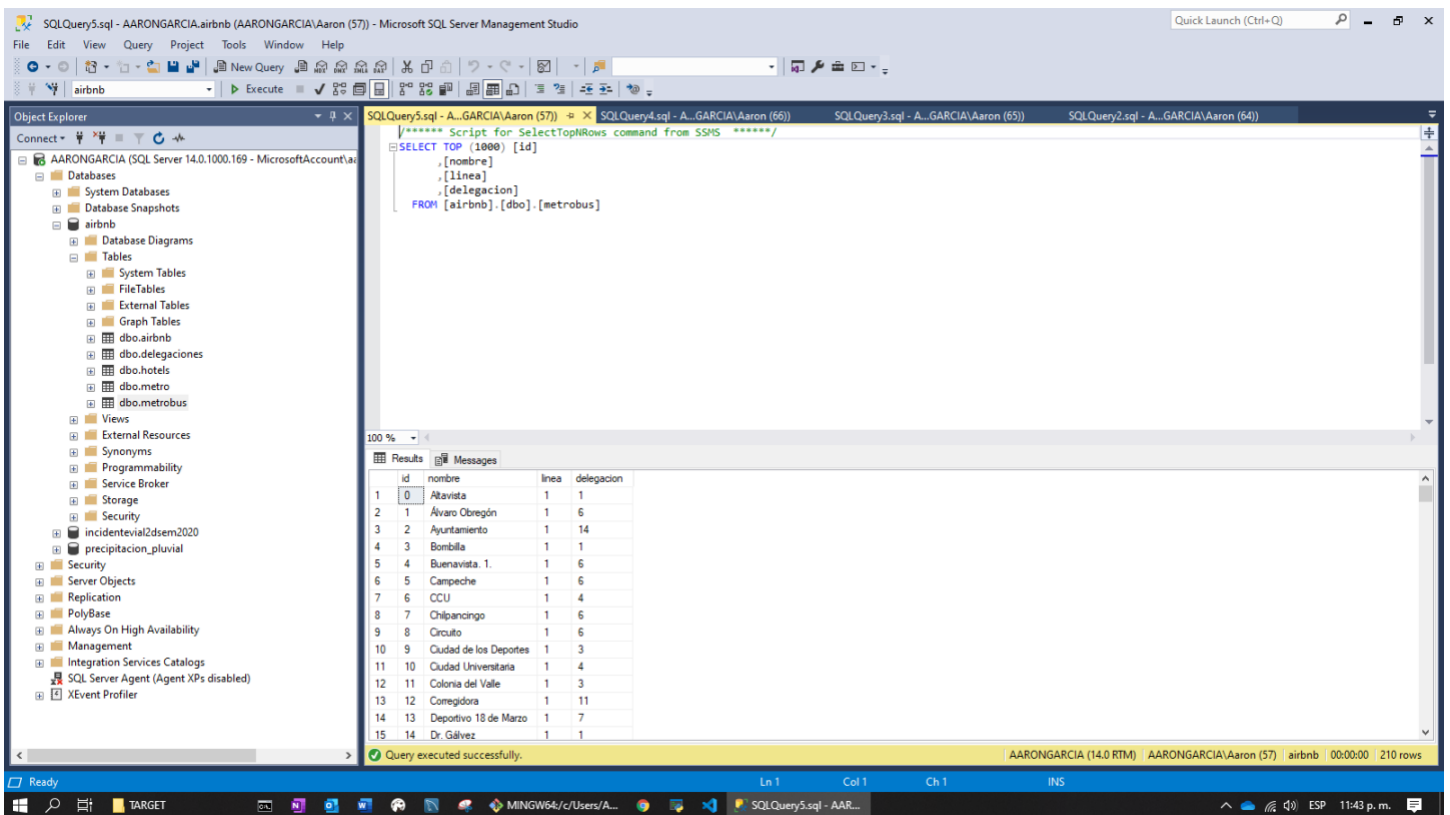 SQLQuery5.sql - AARONGARCIA.airbnb (AARONGARCIA\Aaron (57)) - Microsoft SQL Server Management Studio
Quick Launch (Ctrl+Q)
File Edit View Query Project Tools Window Help
New Query
airbnb
Execute
Object Explorer
Connect
AARONGARCIA (SQL Server 14.0.1000.169 - MicrosoftAccount\aa
Databases
System Databases
Database Snapshots
airbnb
Database Diagrams
Tables
System Tables
FileTables
External Tables
Graph Tables
dbo.airbnb
dbo.delegaciones
dbo.hotels
dbo.metro
dbo.metrobus
Views
External Resources
Synonyms
Programmability
Service Broker
Storage
Security
incidentevial2dsem2020
precipitacion_pluvial
Security
Server Objects
Replication
PolyBase
Always On High Availability
Management
Integration Services Catalogs
SQL Server Agent (Agent XPs disabled)
XEvent Profiler
SQLQuery5.sql - A...GARCIA\Aaron (57)) SQLQuery4.sql - A...GARCIA\Aaron (66)) SQLQuery3.sql - A...GARCIA\Aaron (65)) SQLQuery2.sql - A...GARCIA\Aaron (64))
/****** Script for SelectTopNRows command from SSMS ******/
SELECT TOP (1000) [id]
,[nombre]
,[linea]
,[delegacion]
FROM [airbnb].[dbo].[metrobus]
100 %
Results Messages
id nombre linea delegacion
1 0 Altavista 1 1
2 1 Álvaro Obregón 1 6
3 2 Ayuntamiento 1 14
4 3 Bombilla 1 1
5 4 Buenavista. 1. 1 6
6 5 Campeche 1 6
7 6 CCU 1 4
8 7 Chilpancingo 1 6
9 8 Circuito 1 6
10 9 Ciudad de los Deportes 1 3
11 10 Ciudad Universitaria 1 4
12 11 Colonia del Valle 1 3
13 12 Corregidora 1 11
14 13 Deportivo 18 de Marzo 1 7
15 14 Dr. Gálvez 1 1
Query executed successfully.
AARONGARCIA (14.0 RTM) AARONGARCIA\Aaron (57) airbnb 00:00:00 210 rows
Ready Ln 1 Col 1 Ch 1 INS
TARGET MINGW64:/c/Users/A... SQLQuery5.sql - AAR... ESP 11:43 p. m.